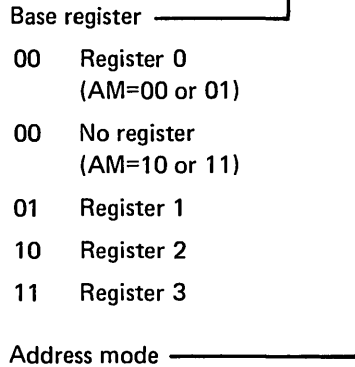 Base register
00 Register 0
(AM=00 or 01)
00 No register
(AM=10 or 11)
01 Register 1
10 Register 2
11 Register 3
Address mode